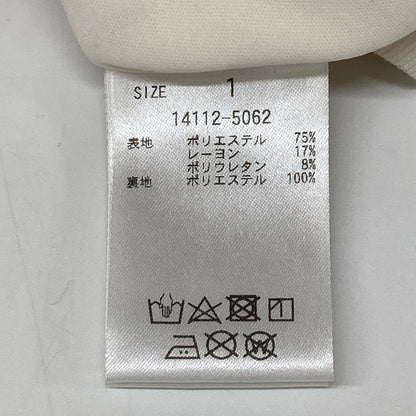 SIZE 1
14112-5062
表地 ポリエステル 75%
レーヨン 17%
ポリウレタン 8%
裏地 ポリエステル 100%